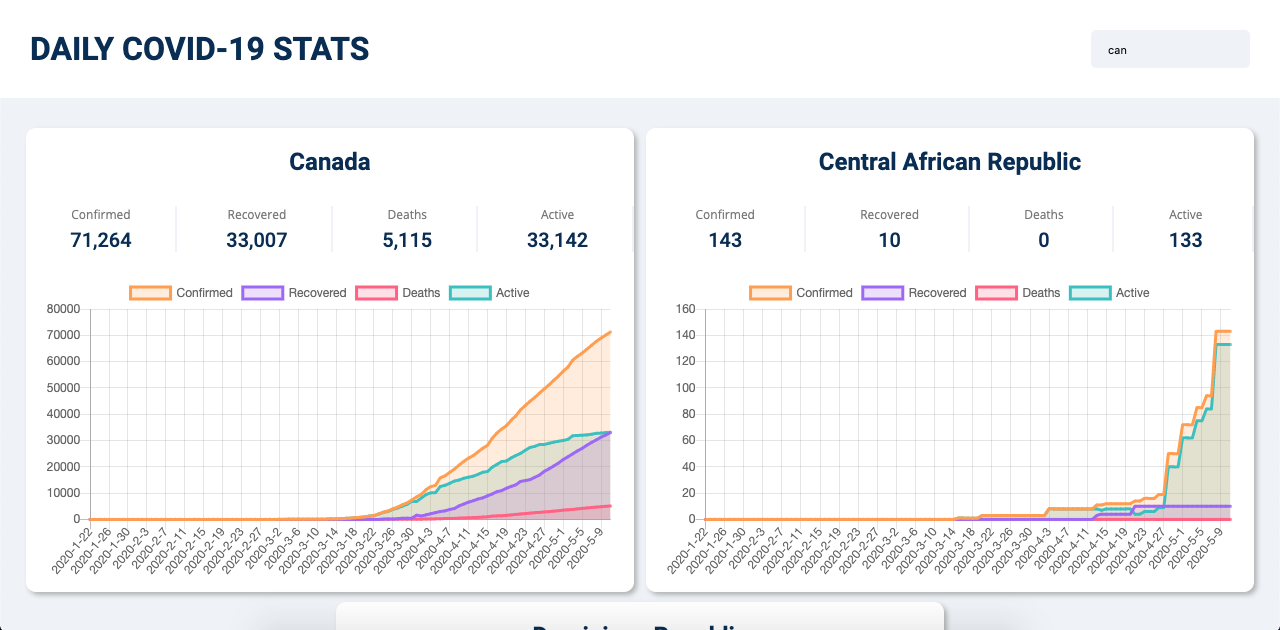 DAILY COVID-19 STATS
can
Canada
Confirmed Recovered Deaths Active
71,264 33,007 5,115 33,142
Confirmed Recovered Deaths Active
80000
70000
60000
50000
40000
30000
20000
10000
0
2020-1-22 2020-1-26 2020-1-30 2020-2-3 2020-2-7 2020-2-11 2020-2-15 2020-2-19 2020-2-23 2020-2-27 2020-3-2 2020-3-6 2020-3-10 2020-3-14 2020-3-18 2020-3-22 2020-3-26 2020-3-30 2020-4-3 2020-4-7 2020-4-11 2020-4-15 2020-4-19 2020-4-23 2020-4-27 2020-5-1 2020-5-5 2020-5-9
Central African Republic
Confirmed Recovered Deaths Active
143 10 0 133
Confirmed Recovered Deaths Active
160
140
120
100
80
60
40
20
0
2020-1-22 2020-1-26 2020-1-30 2020-2-3 2020-2-7 2020-2-11 2020-2-15 2020-2-19 2020-2-23 2020-2-27 2020-3-2 2020-3-6 2020-3-10 2020-3-14 2020-3-18 2020-3-22 2020-3-26 2020-3-30 2020-4-3 2020-4-7 2020-4-11 2020-4-15 2020-4-19 2020-4-23 2020-4-27 2020-5-1 2020-5-5 2020-5-9